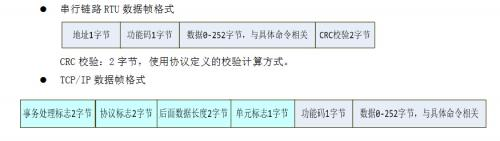 ● 串行链路 RTU 数据帧格式
地址1字节 功能码1字节 数据0-252字节，与具体命令相关 CRC校验2字节
CRC 校验：2 字节，使用协议定义的校验计算方式。
● TCP/IP 数据帧格式
事务处理标志2字节 协议标志2字节 后面数据长度2字节 单元标志1字节 功能码1字节 数据0-252字节，与具体命令相关